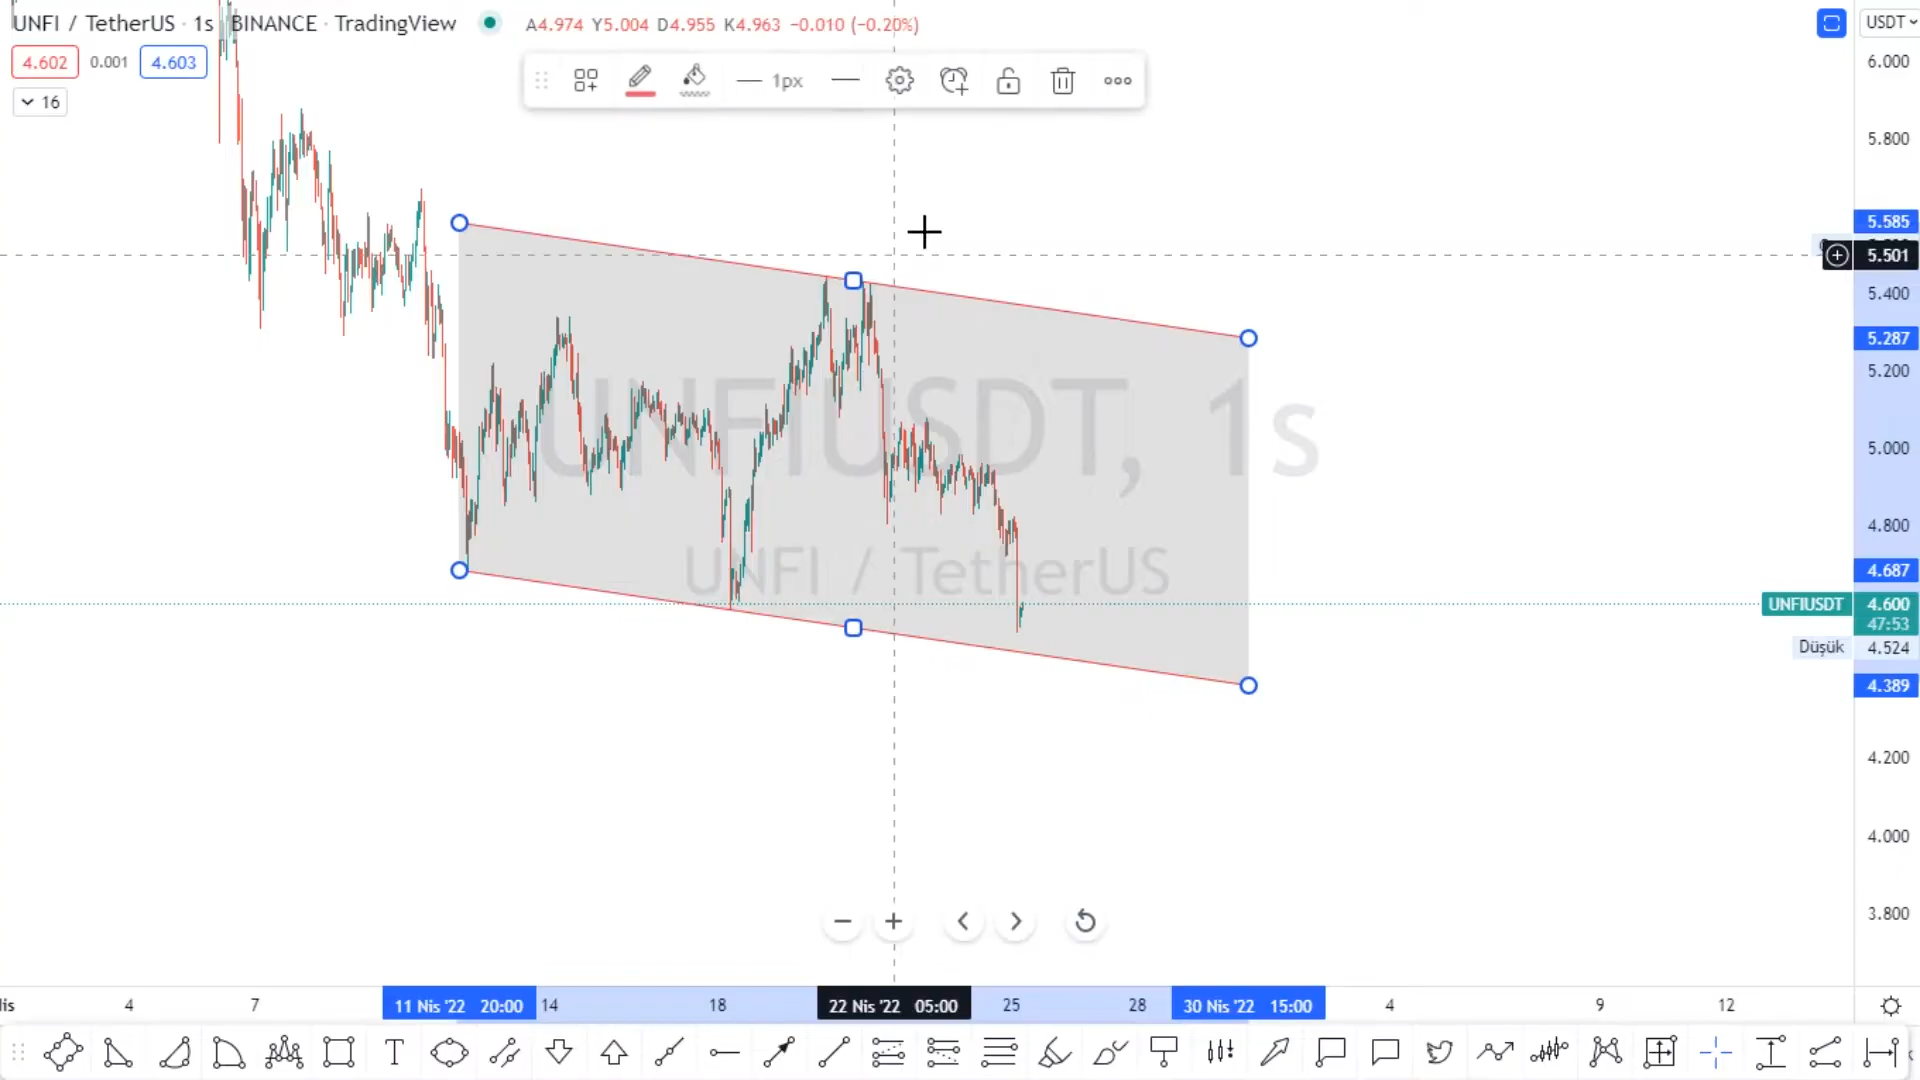 UNFI / TetherUS · 1s BINANCE · TradingView A4.974 Y5.004 D4.955 K4.963 −0.010 (−0.20%) USDT
4.602 0.001 4.603
16
1px
6.000
5.800
5.585
5.501
5.400
5.287
5.200
5.000
4.800
4.687
UNFIUSDT 4.600
47:53
Düşük 4.524
4.389
4.200
4.000
3.800
UNFIUSDT, 1s
UNFI / TetherUS
4 7 11 Nis '22 20:00 14 18 22 Nis '22 05:00 25 28 30 Nis '22 15:00 4 9 12
T